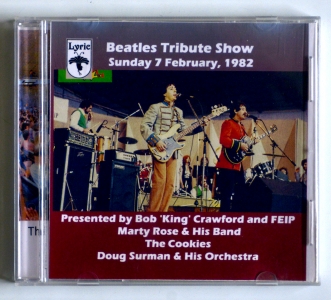 Lyric
Beatles Tribute Show
Sunday 7 February, 1982
Th
Presented by Bob 'King' Crawford and FEIP
Marty Rose & His Band
The Cookies
Doug Surman & His Orchestra